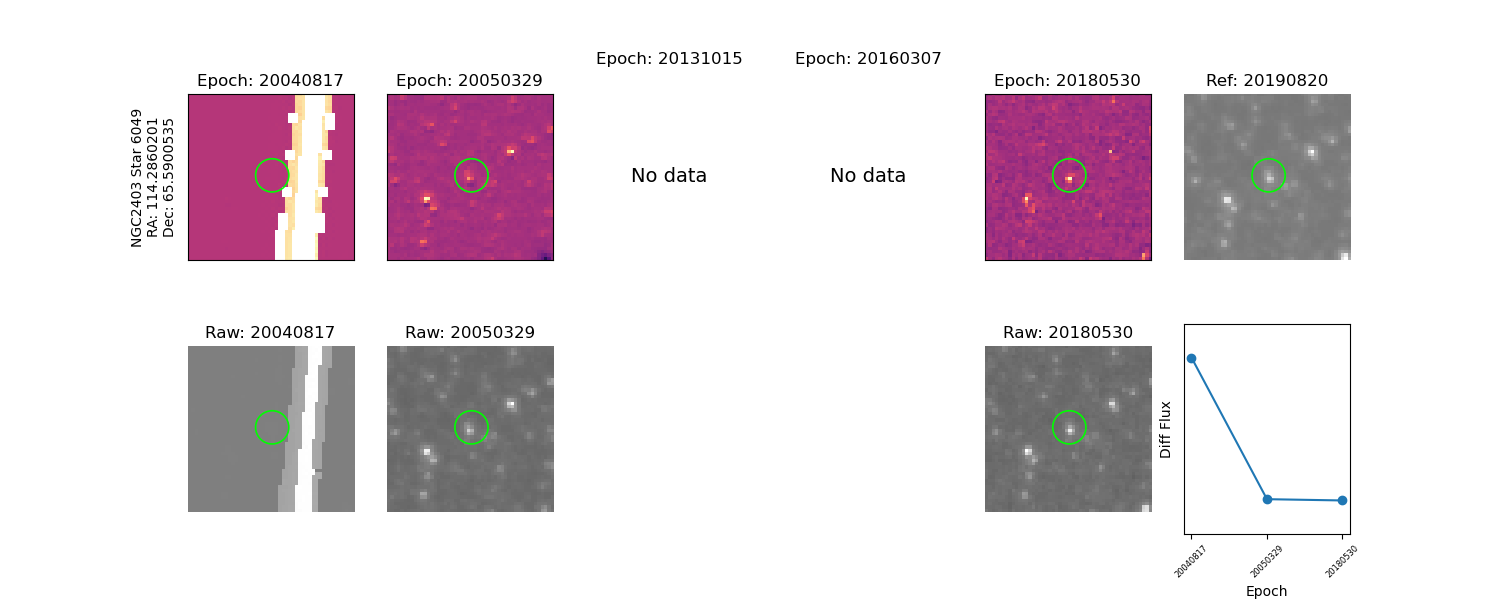 Epoch: 20131015
Epoch: 20160307
Epoch: 20040817
Epoch: 20050329
Epoch: 20180530
Ref: 20190820
NGC2403 Star 6049
RA: 114.2860201
Dec: 65.5900535
No data
No data
Raw: 20040817
Raw: 20050329
Raw: 20180530
Diff Flux
20040817
20050329
20180530
Epoch